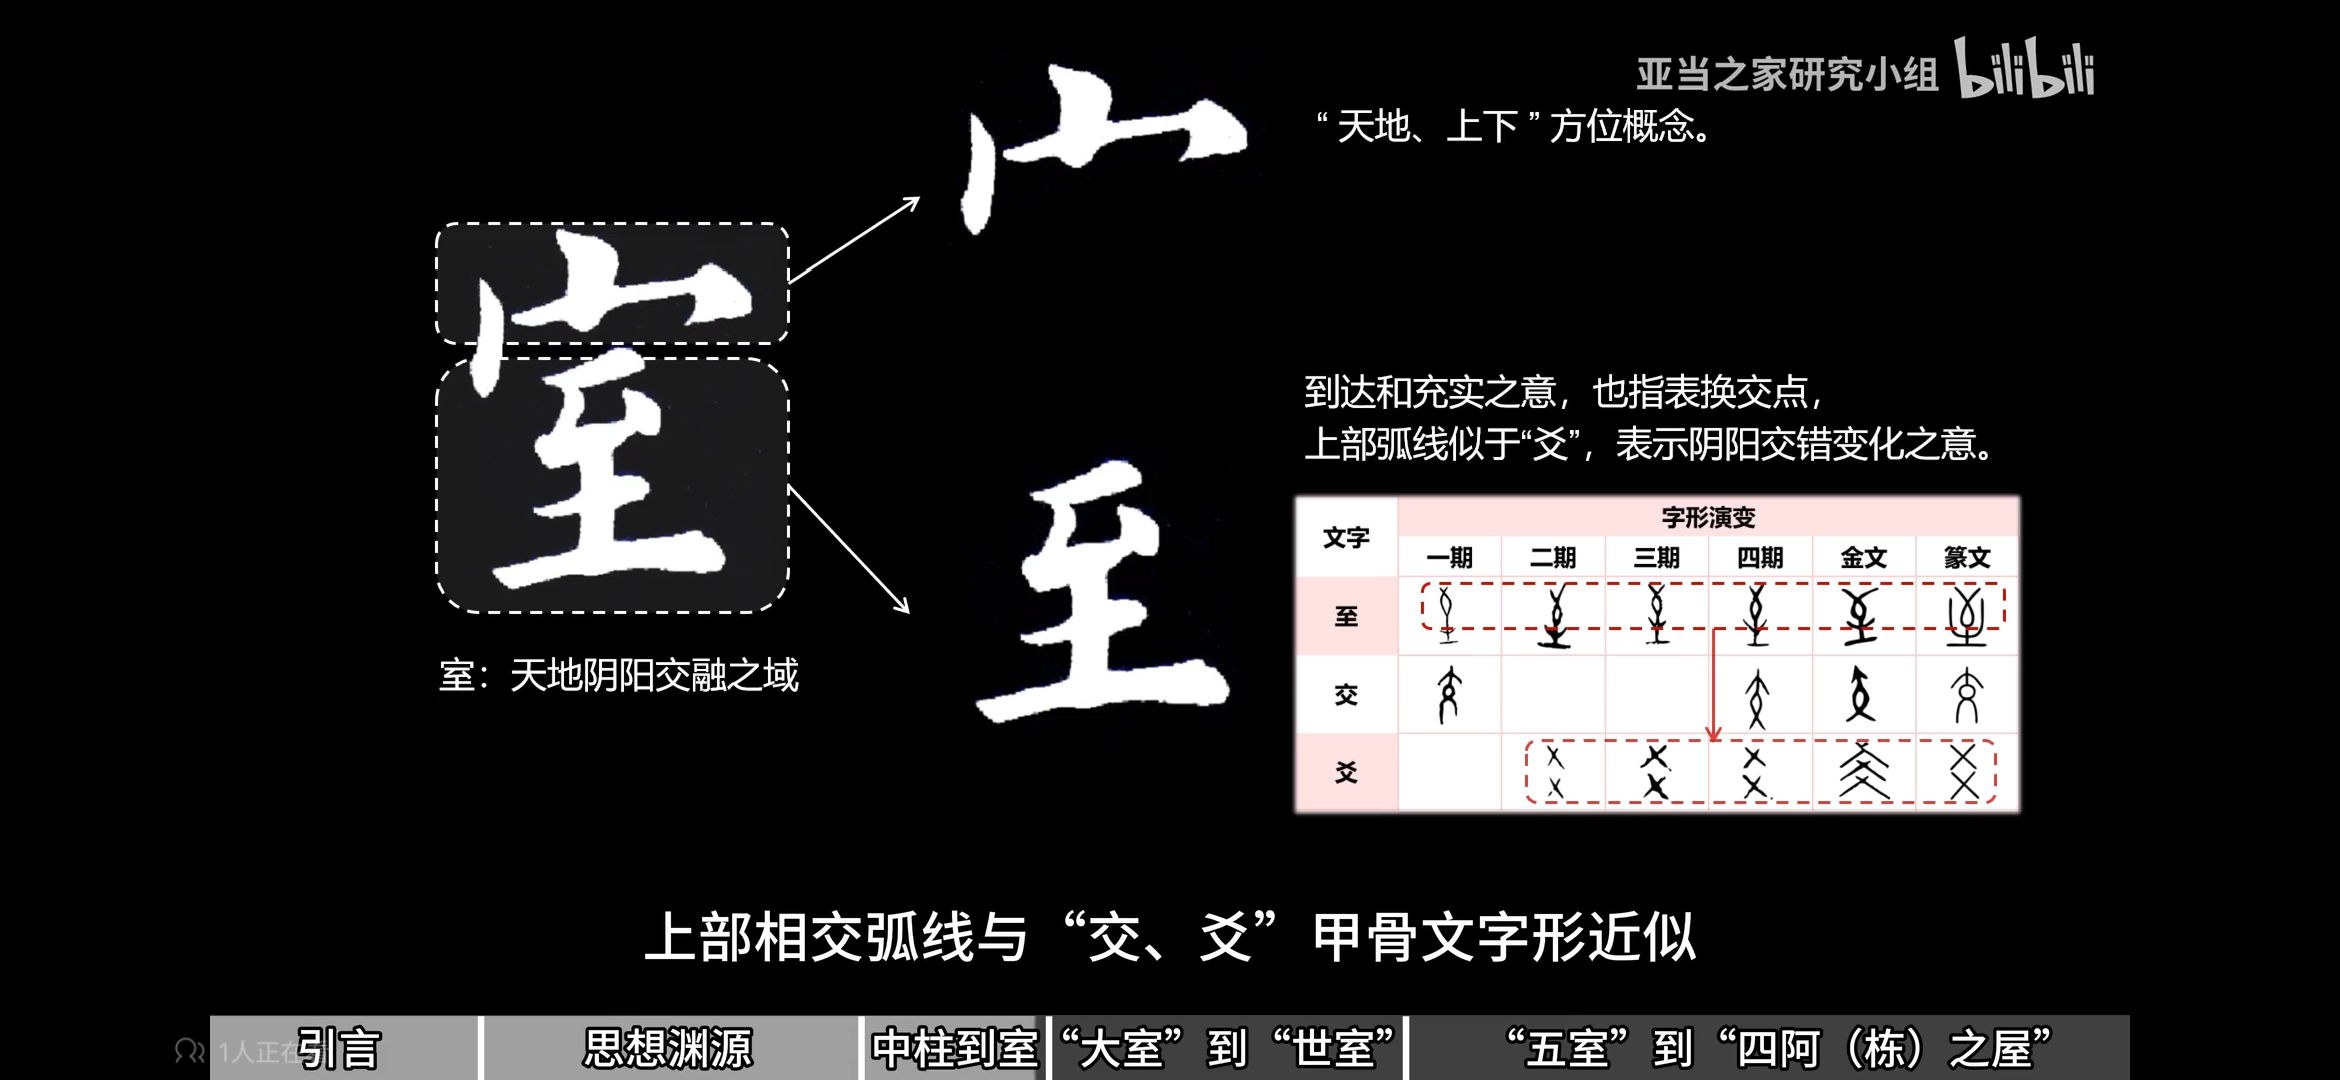 亚当之家研究小组 bilibili
“天地、上下”方位概念。
室
宀
至
到达和充实之意，也指表换交点，
上部弧线似于“爻”，表示阴阳交错变化之意。
文字 字形演变
一期 二期 三期 四期 金文 篆文
至
交
爻
室：天地阴阳交融之域
上部相交弧线与“交、爻”甲骨文字形近似
1人正在
引言 思想渊源 中柱到室 “大室”到“世室” “五室”到“四阿（栋）之屋”